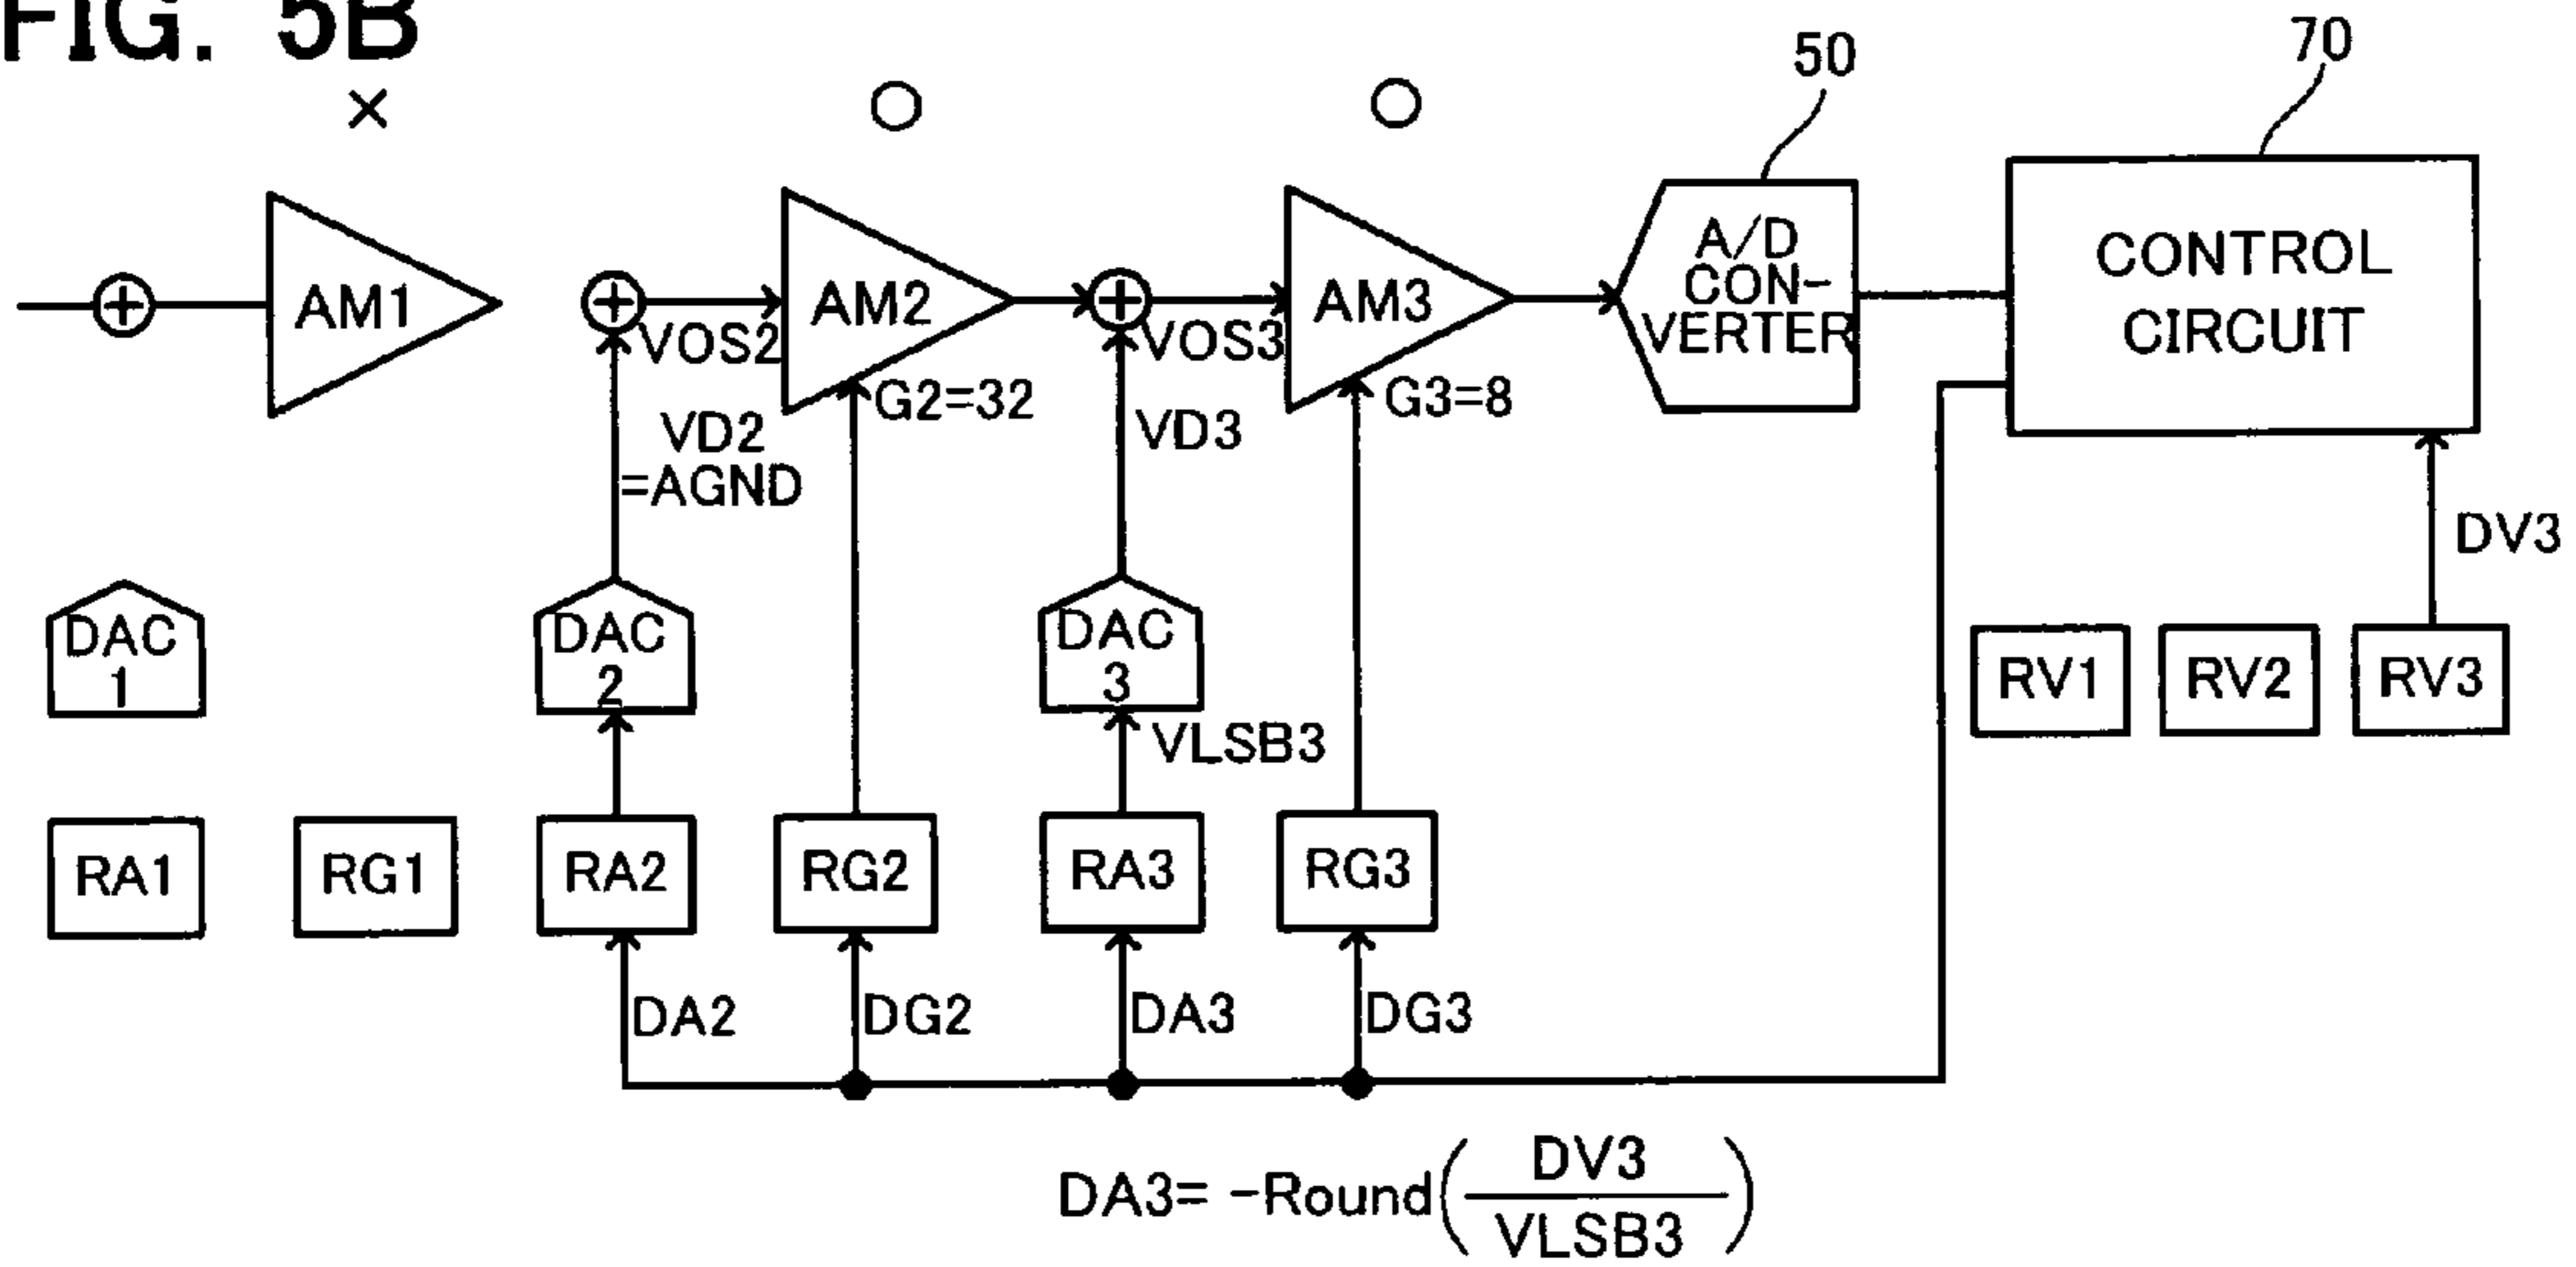 FIG. 5B
× ○ ○ 50 70
AM1
VOS2
AM2
VOS3
AM3
A/D
CON-
VERTER
CONTROL
CIRCUIT
G2=32
G3=8
VD2
=AGND
VD3
DV3
DAC
1
DAC
2
DAC
3
VLSB3
RV1 RV2 RV3
RA1 RG1 RA2 RG2 RA3 RG3
DA2 DG2 DA3 DG3
DA3= -Round(DV3/VLSB3)